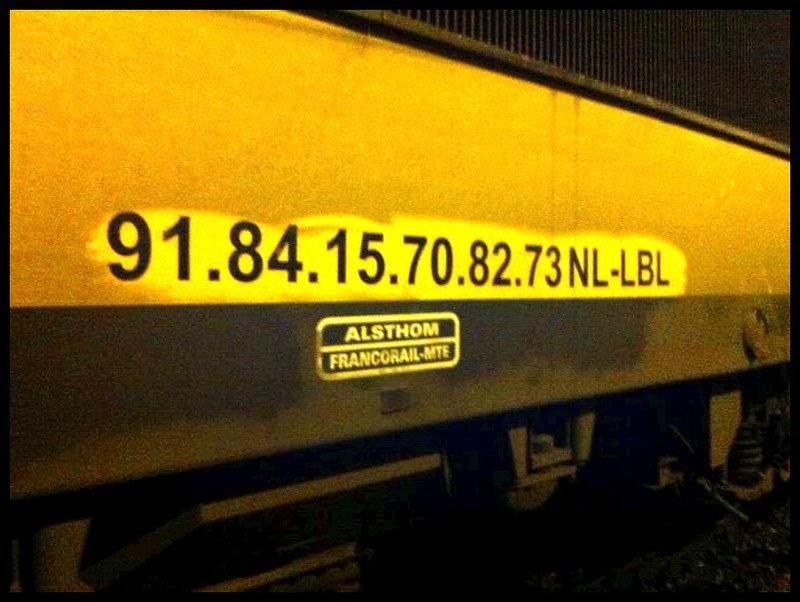 91.84.15.70.82.73 NL-LBL
ALSTHOM
FRANCORAIL-MTE